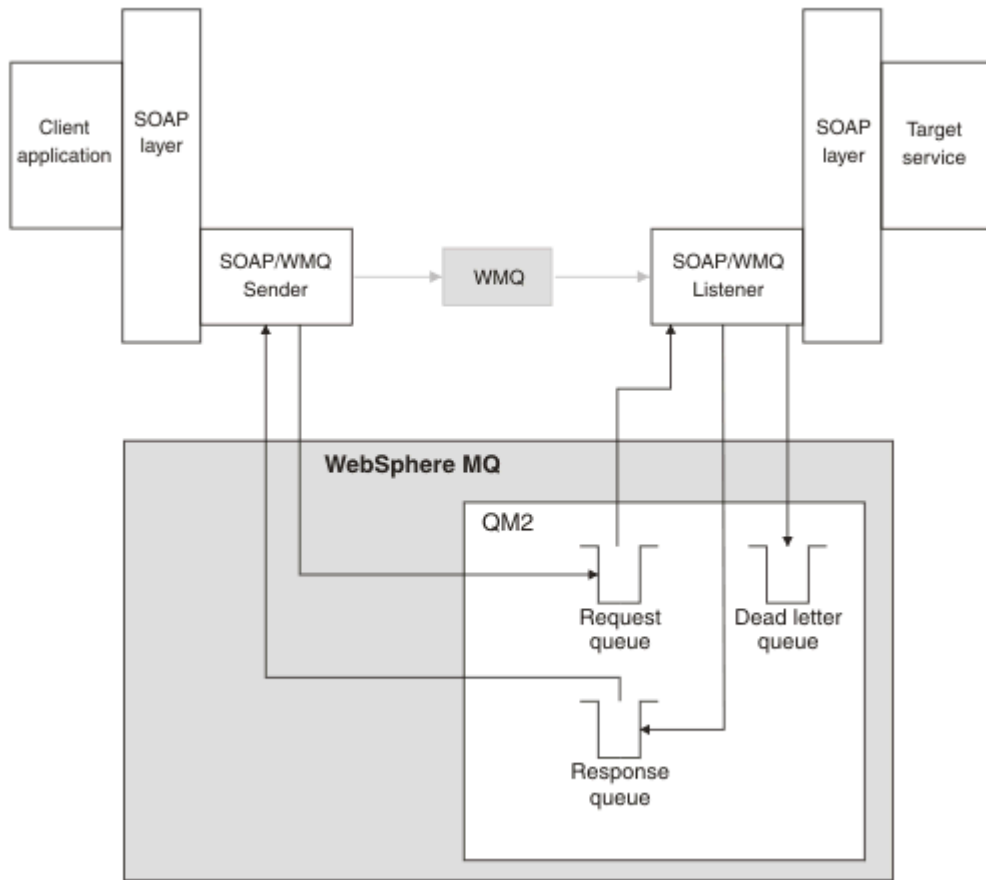 Client
application
SOAP
layer
SOAP
layer
Target
service
SOAP/WMQ
Sender
WMQ
SOAP/WMQ
Listener
WebSphere MQ
QM2
Request
queue
Dead letter
queue
Response
queue